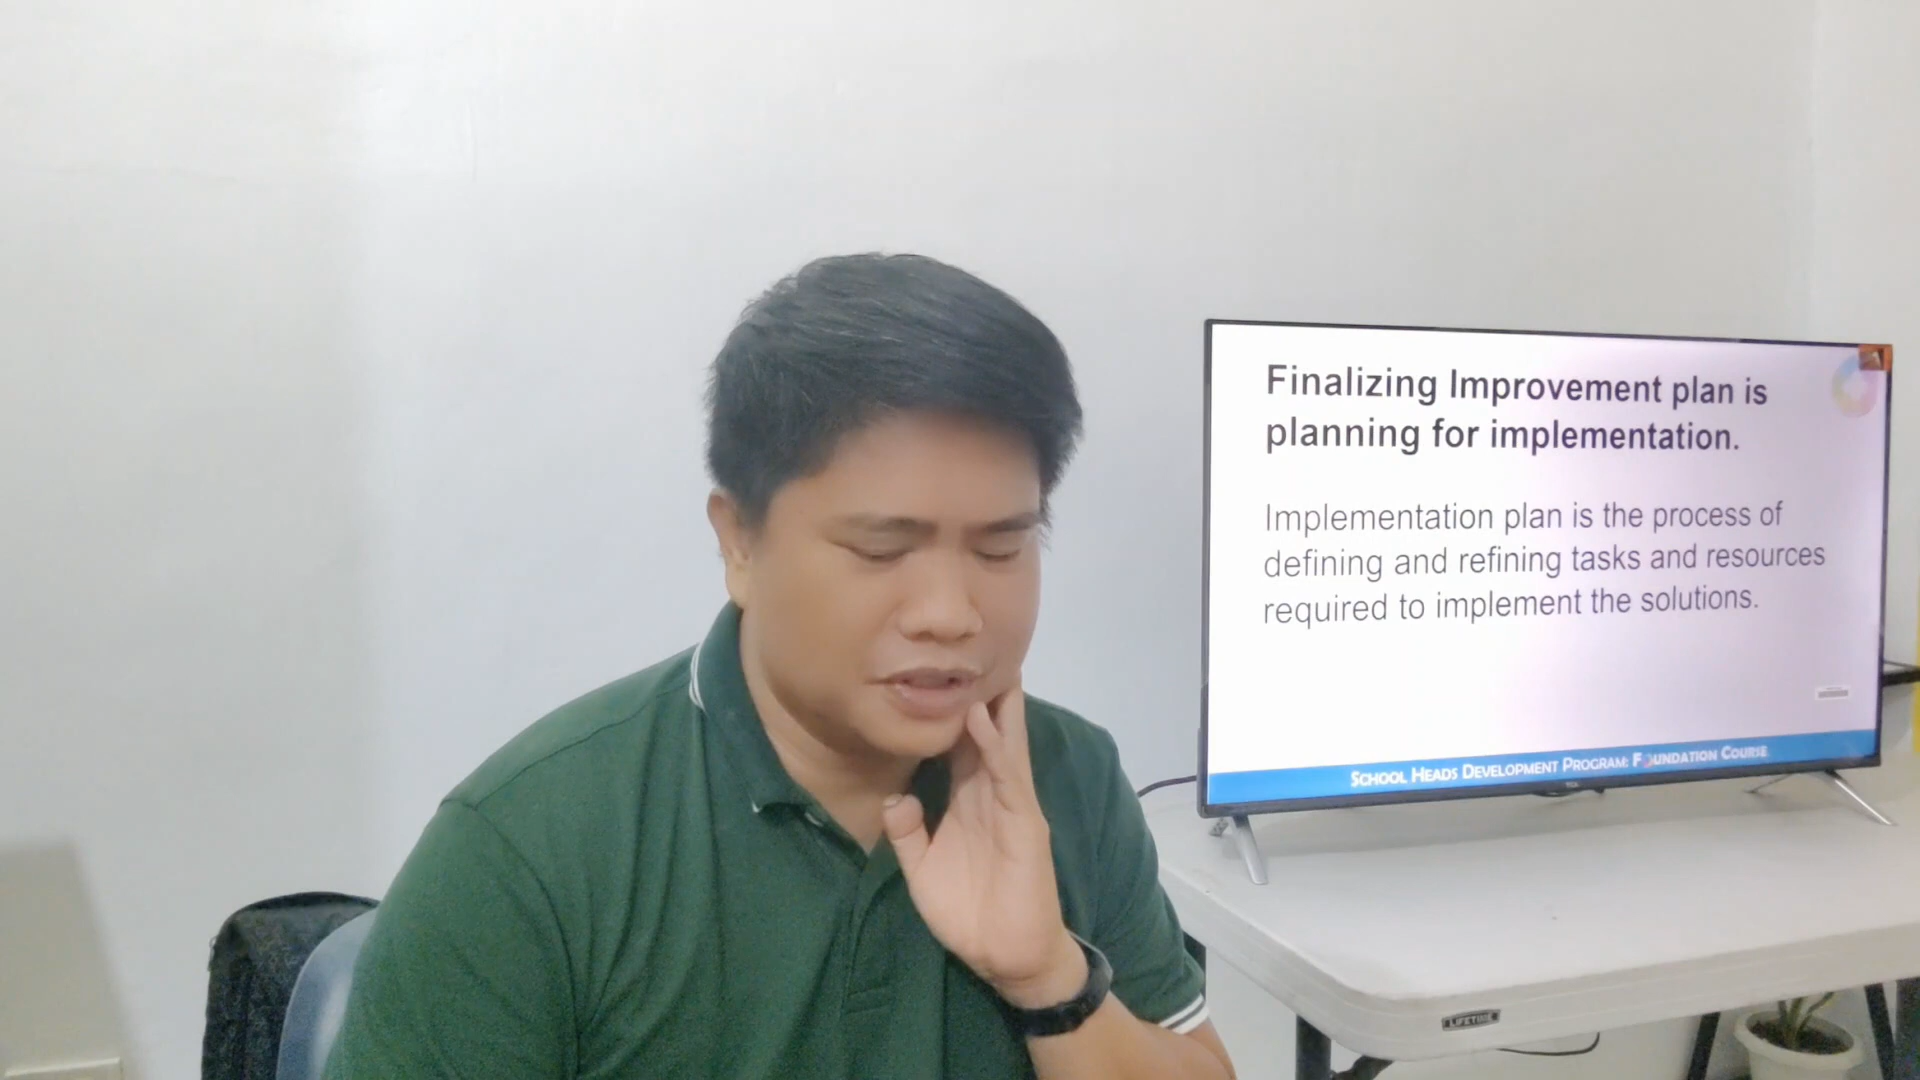 Finalizing Improvement plan is
planning for implementation.
Implementation plan is the process of
defining and refining tasks and resources
required to implement the solutions.
SCHOOL HEADS DEVELOPMENT PROGRAM: FOUNDATION COURSE
TCL
LIFETIME